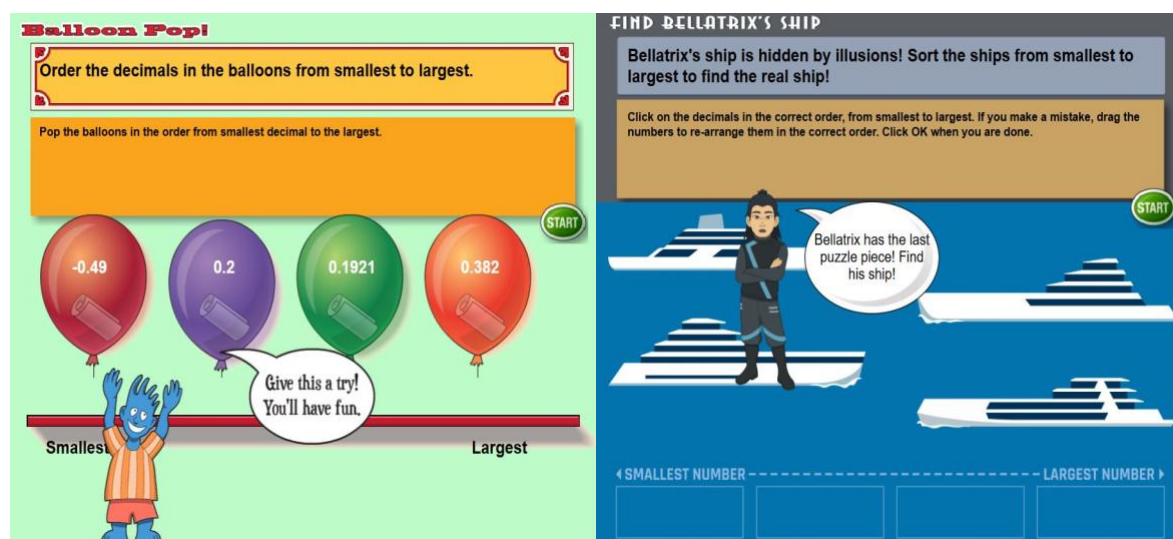 Balloon Pop!
Order the decimals in the balloons from smallest to largest.
Pop the balloons in the order from smallest decimal to the largest.
START
-0.49
0.2
0.1921
0.382
Give this a try!
You'll have fun.
Smallest
Largest
FIND BELLATRIX'S SHIP
Bellatrix's ship is hidden by illusions! Sort the ships from smallest to
largest to find the real ship!
Click on the decimals in the correct order, from smallest to largest. If you make a mistake, drag the
numbers to re-arrange them in the correct order. Click OK when you are done.
START
Bellatrix has the last
puzzle piece! Find
his ship!
SMALLEST NUMBER
LARGEST NUMBER